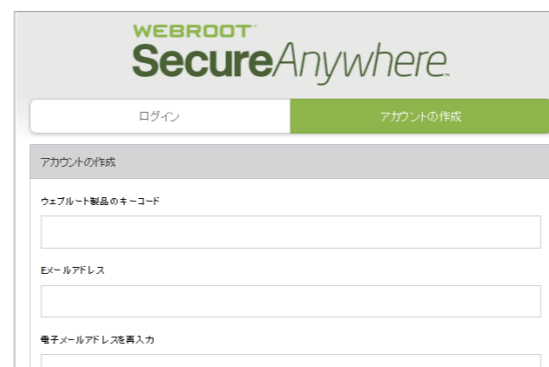 WEBROOT
SecureAnywhere.
ログイン
アカウントの作成
アカウントの作成
ウェブルート製品のキーコード
Eメールアドレス
電子メールアドレスを再入力